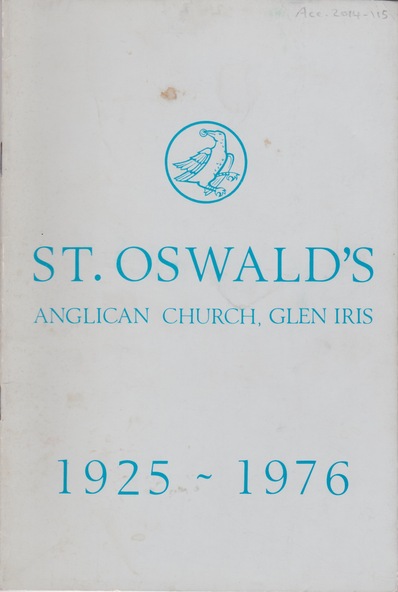 Acc. 2014-115
ST. OSWALD'S
ANGLICAN CHURCH, GLEN IRIS
1925 ~ 1976